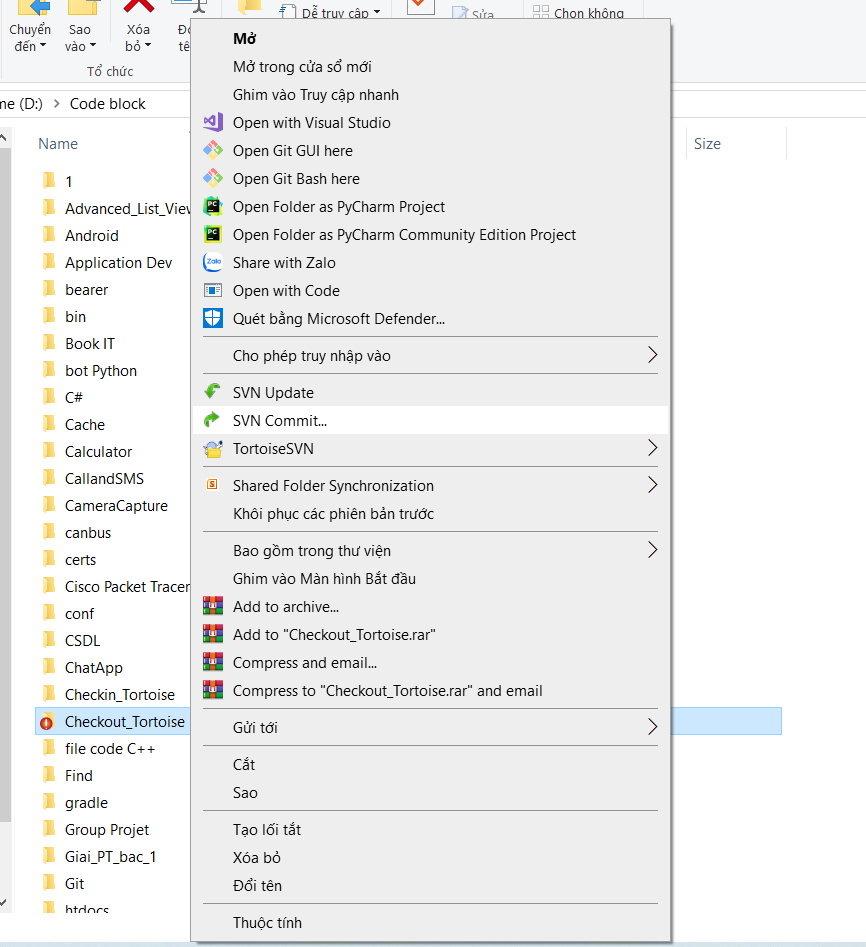 Chuyển
đến
Sao
vào
Xóa
bỏ
Dễ truy cập
Sửa
Chọn không
Tổ chức
me (D:) > Code block
Name
Size
1
Advanced_List_View
Android
Application Dev
bearer
bin
Book IT
bot Python
C#
Cache
Calculator
CallandSMS
CameraCapture
canbus
certs
Cisco Packet Tracer
conf
CSDL
ChatApp
Checkin_Tortoise
Checkout_Tortoise
file code C++
Find
gradle
Group Projet
Giai_PT_bac_1
Git
htdocs
Mở
Mở trong cửa sổ mới
Ghim vào Truy cập nhanh
Open with Visual Studio
Open Git GUI here
Open Git Bash here
Open Folder as PyCharm Project
Open Folder as PyCharm Community Edition Project
Share with Zalo
Open with Code
Quét bằng Microsoft Defender...
Cho phép truy nhập vào
SVN Update
SVN Commit...
TortoiseSVN
Shared Folder Synchronization
Khôi phục các phiên bản trước
Bao gồm trong thư viện
Ghim vào Màn hình Bắt đầu
Add to archive...
Add to "Checkout_Tortoise.rar"
Compress and email...
Compress to "Checkout_Tortoise.rar" and email
Gửi tới
Cắt
Sao
Tạo lối tắt
Xóa bỏ
Đổi tên
Thuộc tính